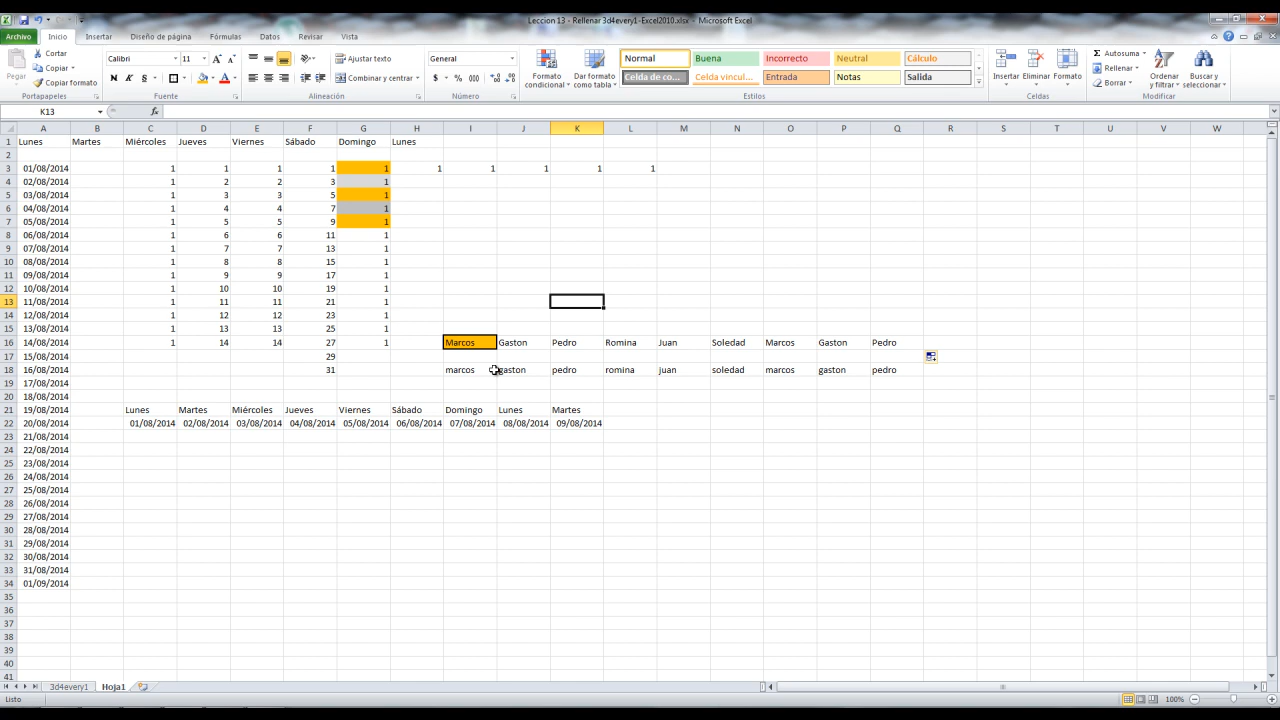 Leccion 13 - Rellenar 3d4every1-Excel2010.xlsx - Microsoft Excel
Archivo Inicio Insertar Diseño de página Fórmulas Datos Revisar Vista
Pegar Cortar Copiar Copiar formato Portapapeles
Calibri 11 N K S Fuente
Ajustar texto Combinar y centrar Alineación
General $ % 000 Número
Formato condicional Dar formato como tabla Normal Buena Incorrecto Neutral Cálculo
Celda de co... Celda vincul... Entrada Notas Salida Estilos
Insertar Eliminar Formato Celdas
Autosuma Rellenar Borrar Ordenar y filtrar Buscar y seleccionar Modificar
K13 fx
A B C D E F G H I J K L M N O P Q R S T U V W
1 Lunes Martes Miércoles Jueves Viernes Sábado Domingo Lunes
2
3 01/08/2014 1 1 1 1 1 1 1 1 1 1
4 02/08/2014 1 2 2 3 1
5 03/08/2014 1 3 3 5 1
6 04/08/2014 1 4 4 7 1
7 05/08/2014 1 5 5 9 1
8 06/08/2014 1 6 6 11 1
9 07/08/2014 1 7 7 13 1
10 08/08/2014 1 8 8 15 1
11 09/08/2014 1 9 9 17 1
12 10/08/2014 1 10 10 19 1
13 11/08/2014 1 11 11 21 1
14 12/08/2014 1 12 12 23 1
15 13/08/2014 1 13 13 25 1
16 14/08/2014 1 14 14 27 1 Marcos Gaston Pedro Romina Juan Soledad Marcos Gaston Pedro
17 15/08/2014 29
18 16/08/2014 31 marcos gaston pedro romina juan soledad marcos gaston pedro
19 17/08/2014
20 18/08/2014
21 19/08/2014 Lunes Martes Miércoles Jueves Viernes Sábado Domingo Lunes Martes
22 20/08/2014 01/08/2014 02/08/2014 03/08/2014 04/08/2014 05/08/2014 06/08/2014 07/08/2014 08/08/2014 09/08/2014
23 21/08/2014
24 22/08/2014
25 23/08/2014
26 24/08/2014
27 25/08/2014
28 26/08/2014
29 27/08/2014
30 28/08/2014
31 29/08/2014
32 30/08/2014
33 31/08/2014
34 01/09/2014
35
36
37
38
39
40
41
3d4every1 Hoja1
Listo 100%